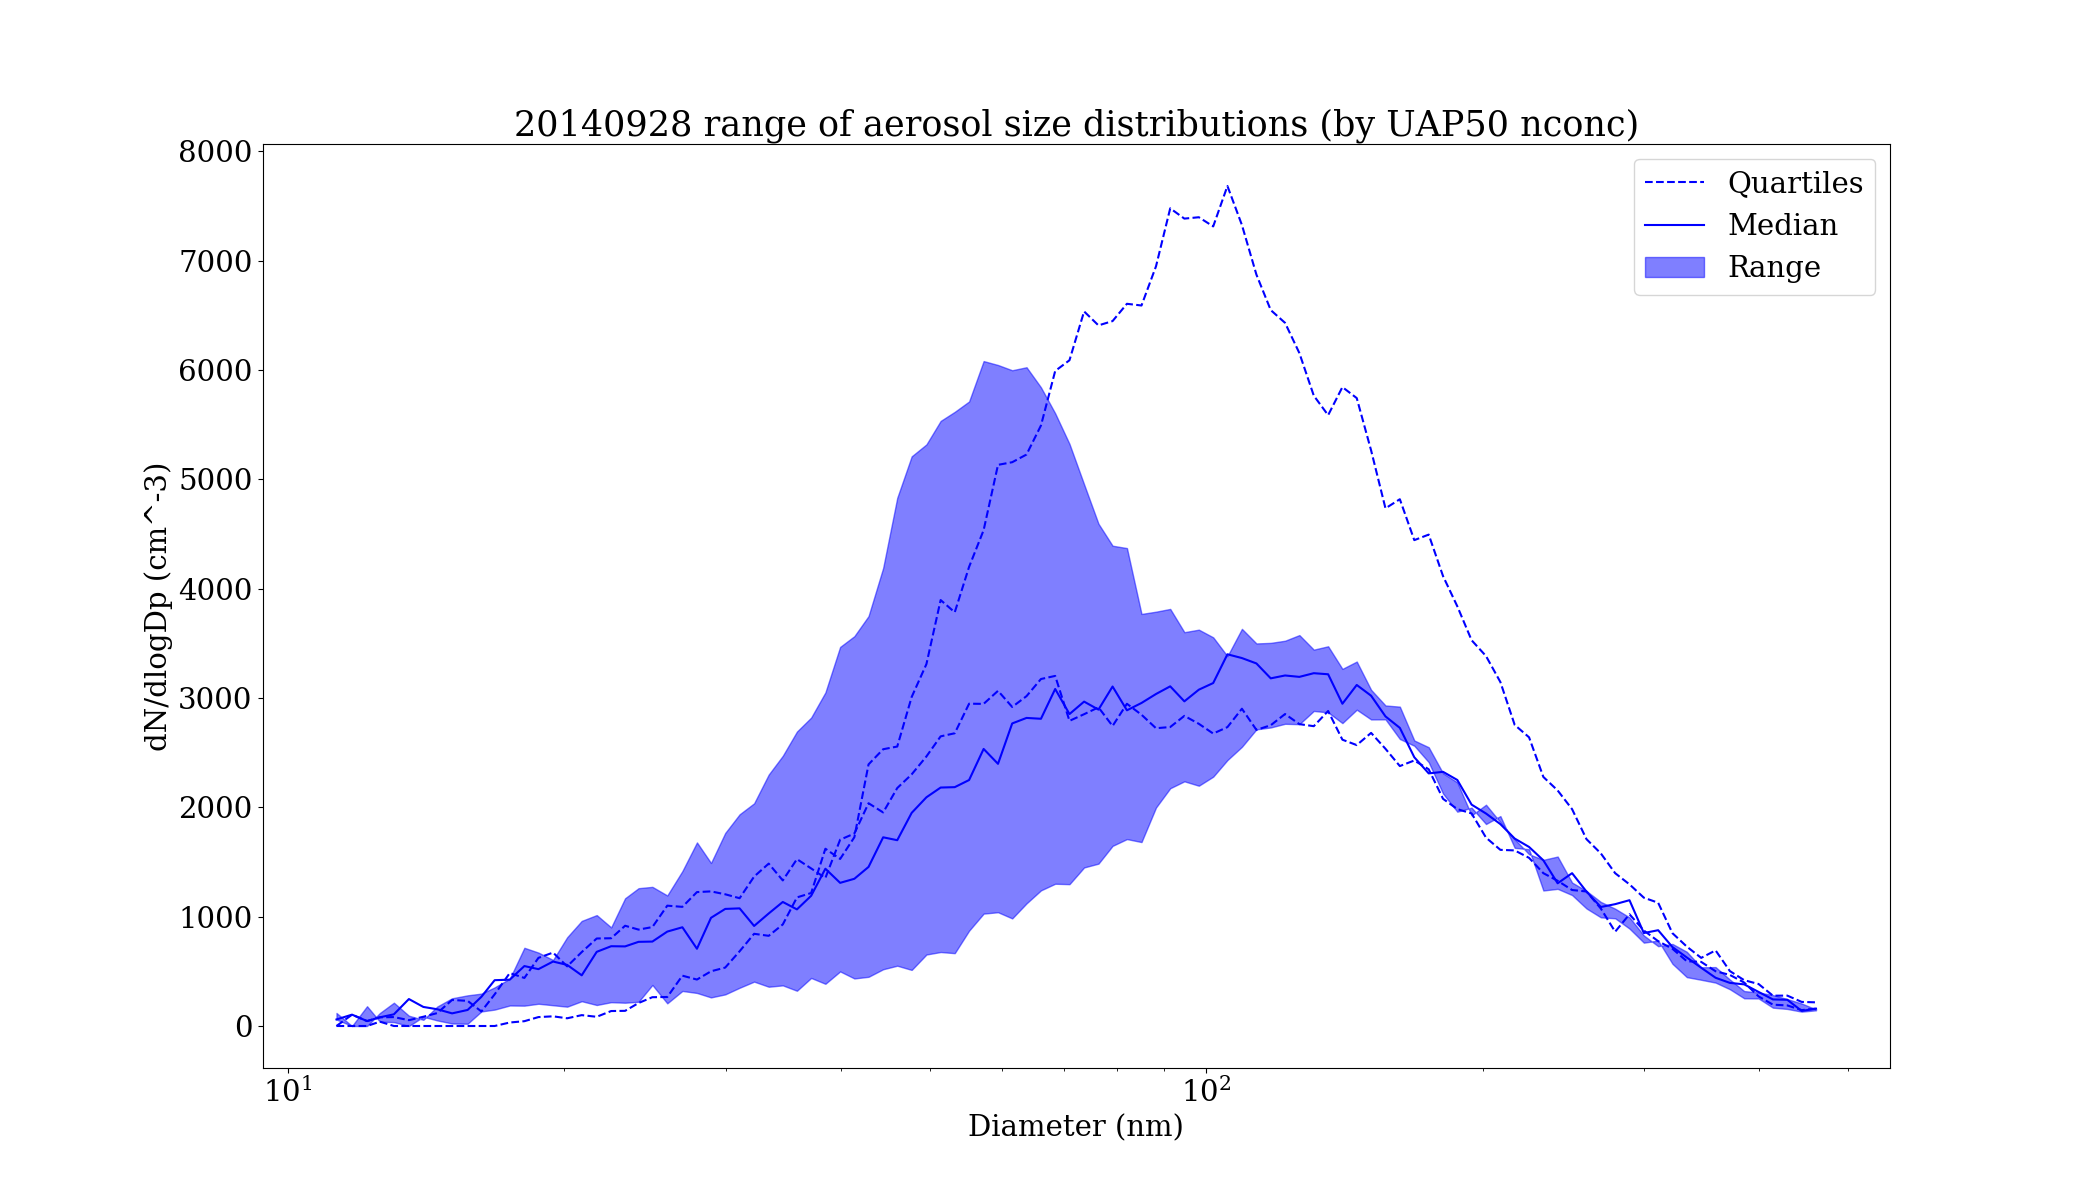 20140928 range of aerosol size distributions (by UAP50 nconc)
8000
7000
6000
5000
4000
3000
2000
1000
0
dN/dlogDp (cm^-3)
Quartiles
Median
Range
10¹
10²
Diameter (nm)